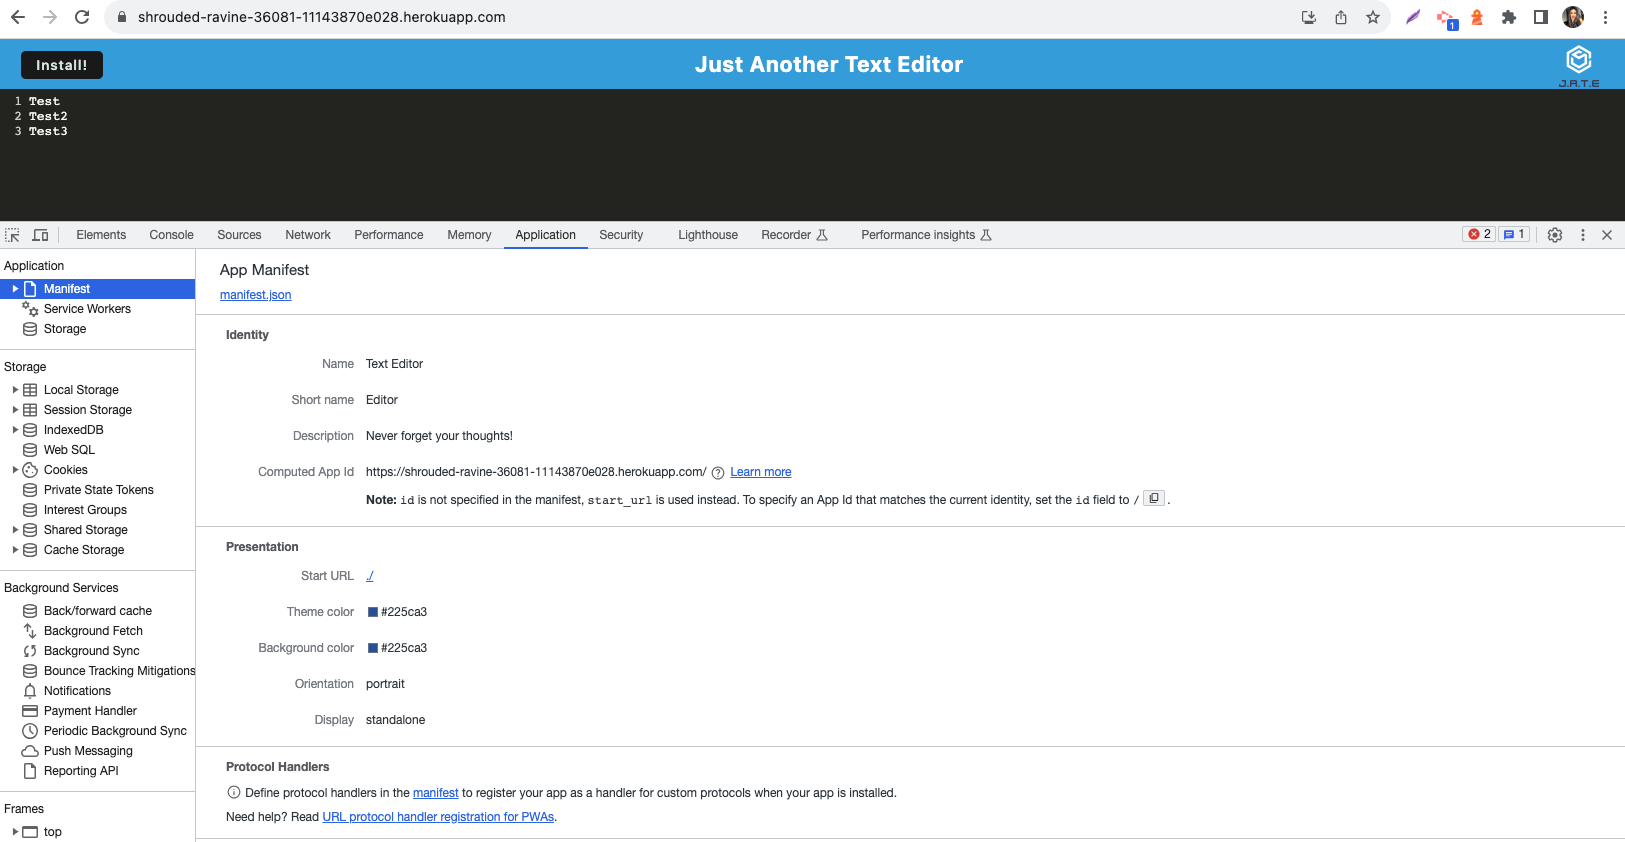 shrouded-ravine-36081-11143870e028.herokuapp.com
1
Install!
Just Another Text Editor
J.A.T.E
1 Test
2 Test2
3 Test3
Elements Console Sources Network Performance Memory Application Security Lighthouse Recorder Performance insights 2 1
Application
Manifest
Service Workers
Storage
Storage
Local Storage
Session Storage
IndexedDB
Web SQL
Cookies
Private State Tokens
Interest Groups
Shared Storage
Cache Storage
Background Services
Back/forward cache
Background Fetch
Background Sync
Bounce Tracking Mitigations
Notifications
Payment Handler
Periodic Background Sync
Push Messaging
Reporting API
Frames
top
App Manifest
manifest.json
Identity
Name Text Editor
Short name Editor
Description Never forget your thoughts!
Computed App Id https://shrouded-ravine-36081-11143870e028.herokuapp.com/ ? Learn more
Note: id is not specified in the manifest, start_url is used instead. To specify an App Id that matches the current identity, set the id field to / .
Presentation
Start URL ./
Theme color #225ca3
Background color #225ca3
Orientation portrait
Display standalone
Protocol Handlers
Define protocol handlers in the manifest to register your app as a handler for custom protocols when your app is installed.
Need help? Read URL protocol handler registration for PWAs.